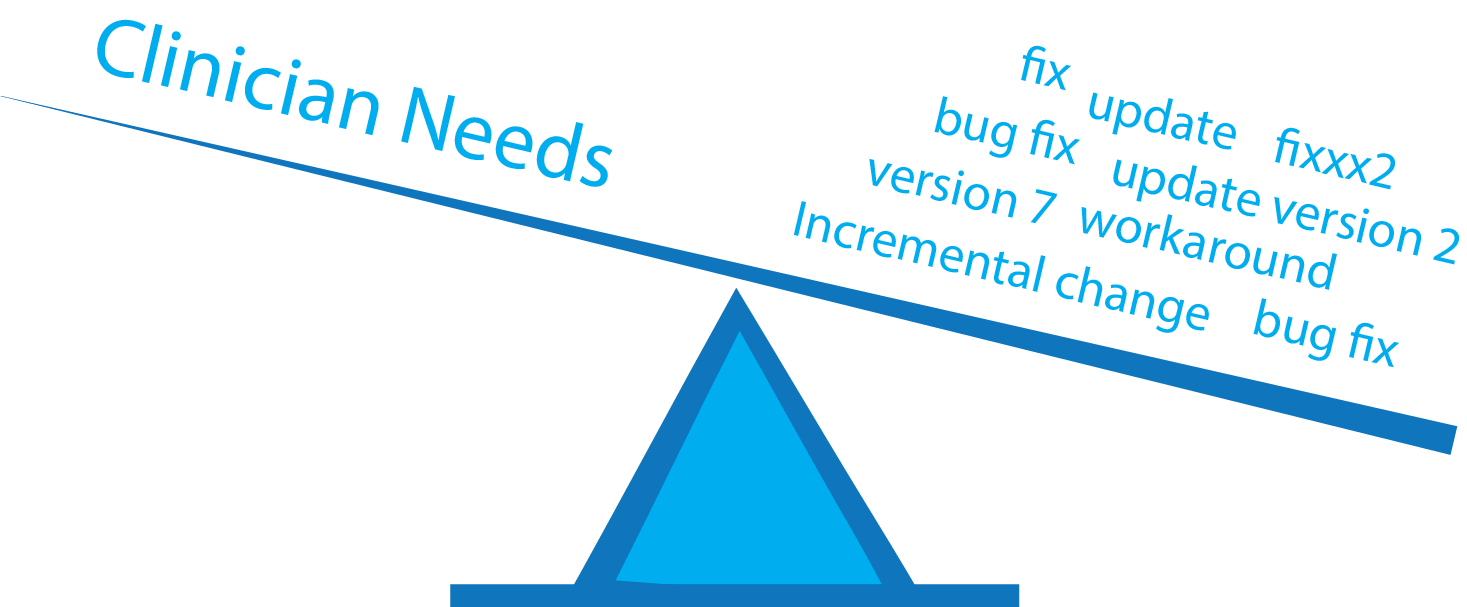 Clinician Needs
fix update fixxx2
bug fix update version 2
version 7 workaround
Incremental change bug fix